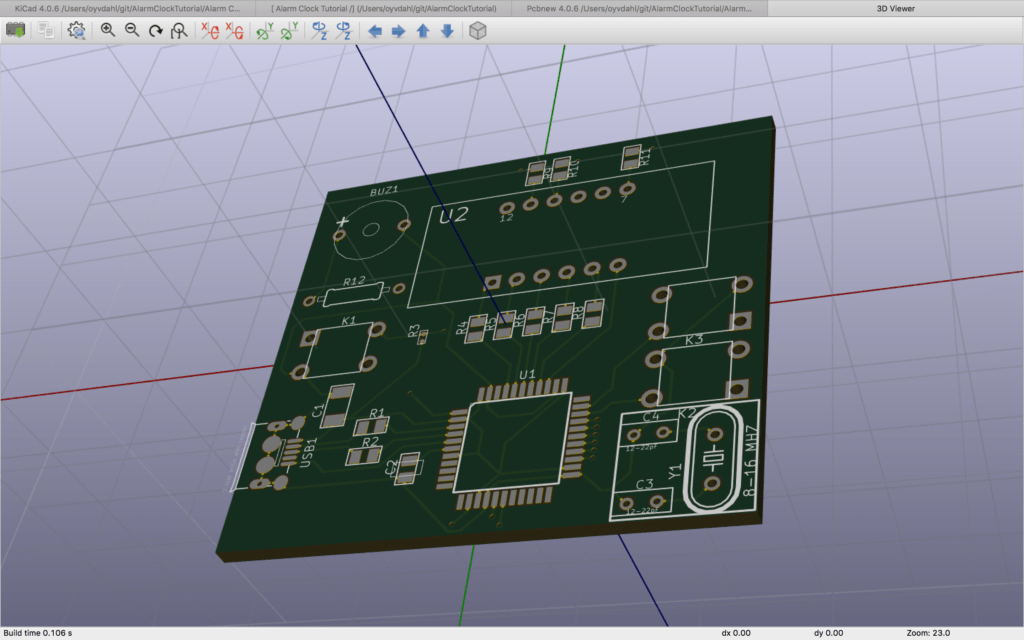 KiCad 4.0.6 /Users/oyvdahl/git/AlarmClockTutorial/Alarm C...
[ Alarm Clock Tutorial /] (/Users/oyvdahl/git/AlarmClockTutorial)
Pcbnew 4.0.6 /Users/oyvdahl/git/AlarmClockTutorial/Alarm...
3D Viewer
X X Y Y Z Z
R9 R10 R11
BUZ1
+
U2
12
7
R12
K1
R3
R4 R5 R6 R7 R8
K3
U1
C1
R1
R2
C2
USB1
C4
K2
12-22pF
Y1
8-16 MHZ
C3
12-22pF
Build time 0.106 s
dx 0.00
dy 0.00
Zoom: 23.0